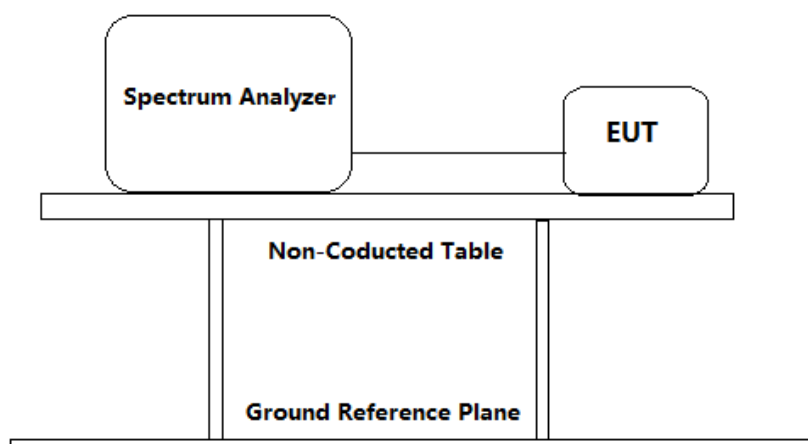 Spectrum Analyzer
EUT
Non-Coducted Table
Ground Reference Plane